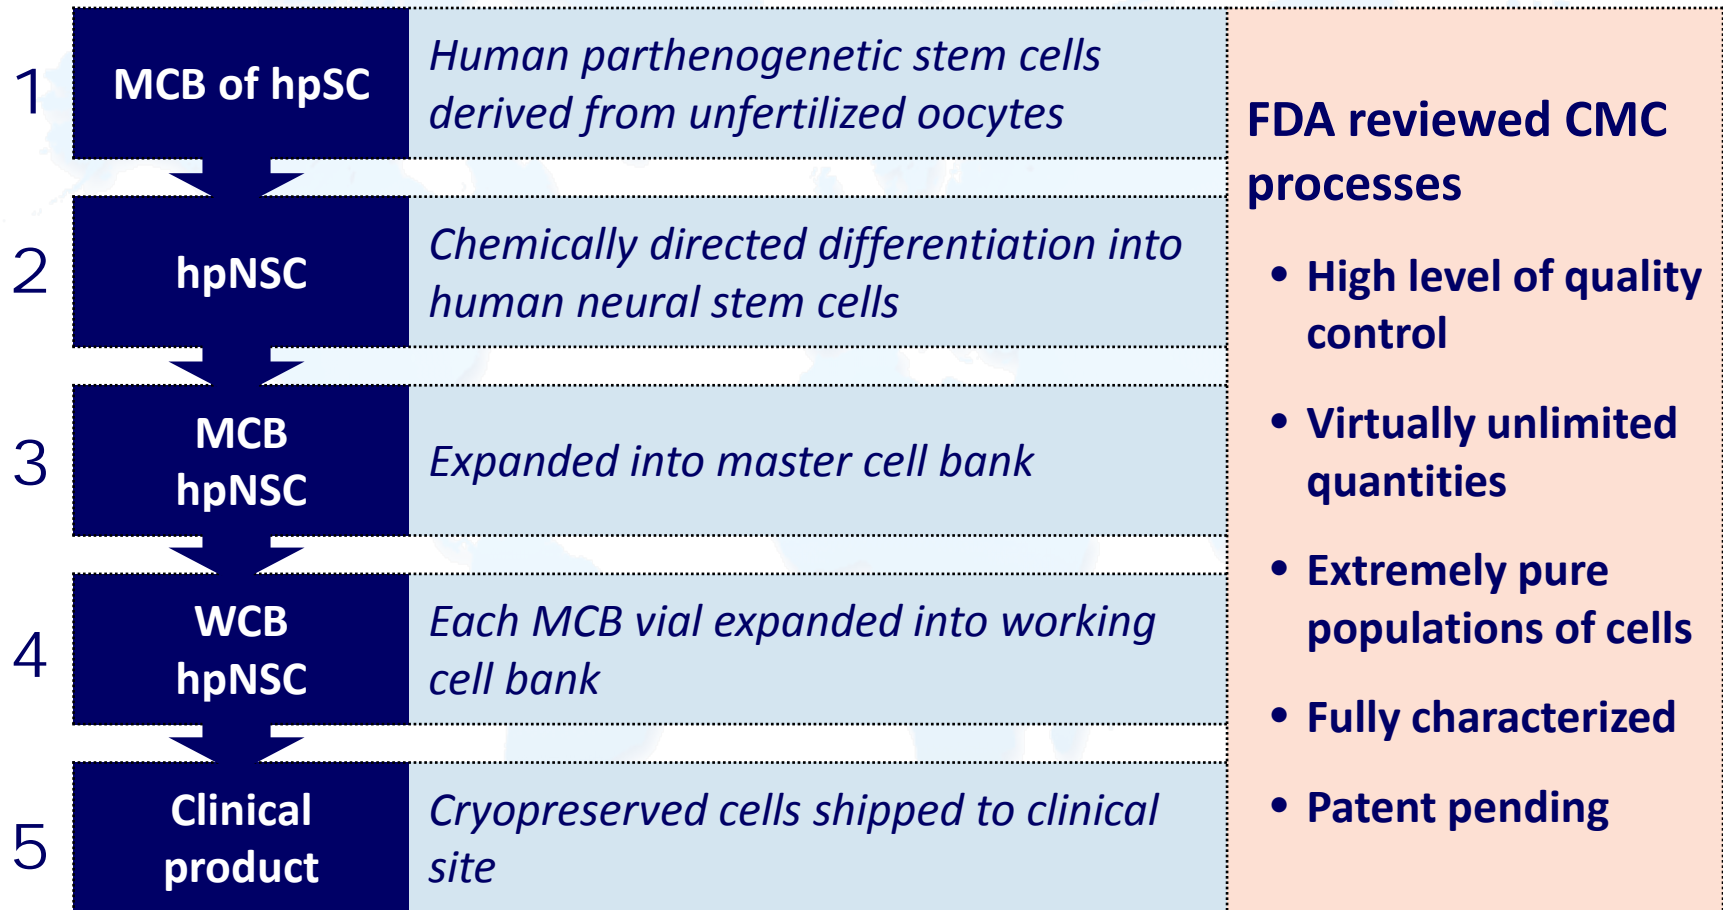 1
MCB of hpSC
Human parthenogenetic stem cells
derived from unfertilized oocytes
2
hpNSC
Chemically directed differentiation into
human neural stem cells
3
MCB
hpNSC
Expanded into master cell bank
4
WCB
hpNSC
Each MCB vial expanded into working
cell bank
5
Clinical
product
Cryopreserved cells shipped to clinical
site
FDA reviewed CMC
processes
• High level of quality
control
• Virtually unlimited
quantities
• Extremely pure
populations of cells
• Fully characterized
• Patent pending